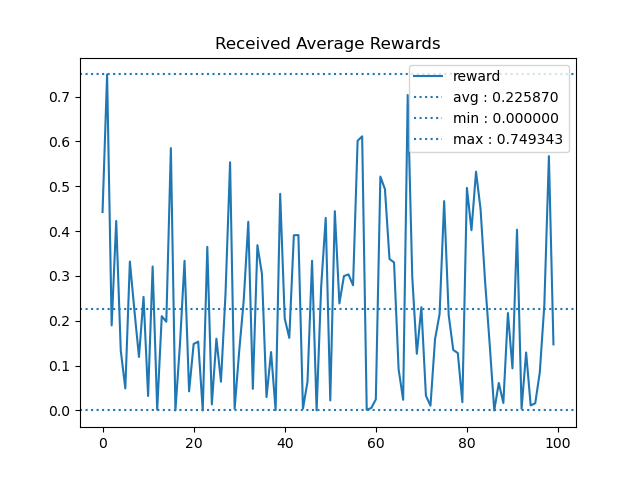 Received Average Rewards
reward
avg : 0.225870
min : 0.000000
max : 0.749343
0.7
0.6
0.5
0.4
0.3
0.2
0.1
0.0
0 20 40 60 80 100